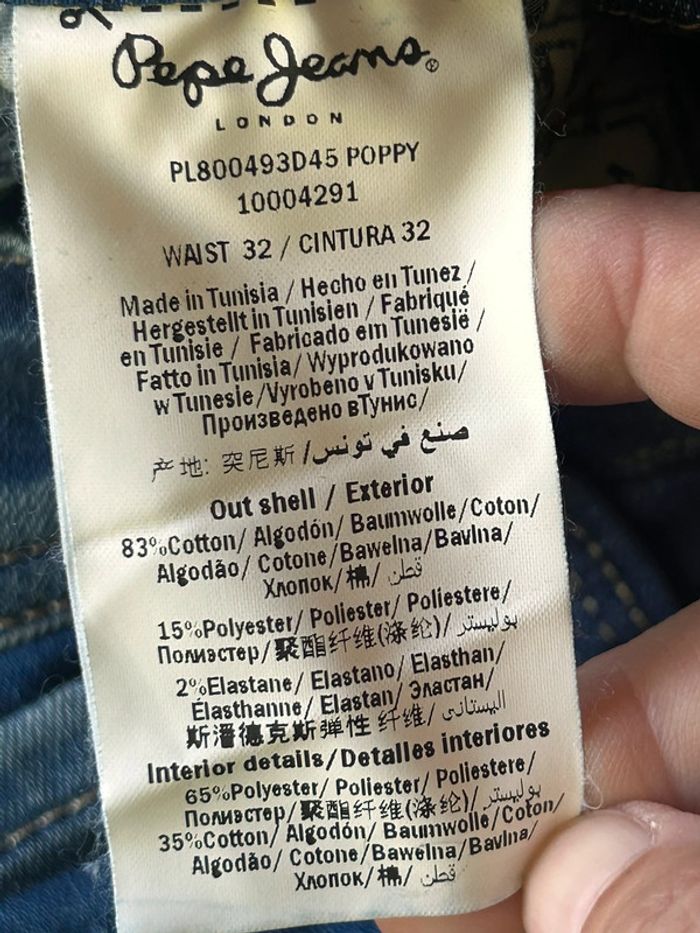 Pepe Jeans®
LONDON
PL800493D45 POPPY
10004291
WAIST 32 / CINTURA 32
Made in Tunisia / Hecho en Tunez /
Hergestellt in Tunisien / Fabriqué
en Tunisie / Fabricado em Tunesië /
Fatto in Tunisia/ Wyprodukowano
w Tunesie/Vyrobeno v Tunisku/
Произведено вТунис/
产地: 突尼斯/صنع في تونس
Out shell / Exterior
83%Cotton/ Algodón/ Baumwolle/Coton/
Algodão/ Cotone/Bawelna/Bavlna/
Хлопок/棉/ قطن
15%Polyester/ Poliester/ Poliestere/
Полиэстер/聚酯纤维(涤纶)/ بوليستر
2%Elastane/ Elastano/ Elasthan/
Élasthanne/ Elastan/ Эластан/
斯潘德克斯弹性 纤维/ اليستاني
Interior details/Detalles interiores
65%Polyester/ Poliester/ Poliestere/
Полиэстер/聚酯纤维(涤纶)/ بوليستر
35%Cotton/ Algodón/ Baumwolle/Coton/
Algodão/ Cotone/Bawelna/Bavlna/
Хлопок/棉/ قطن